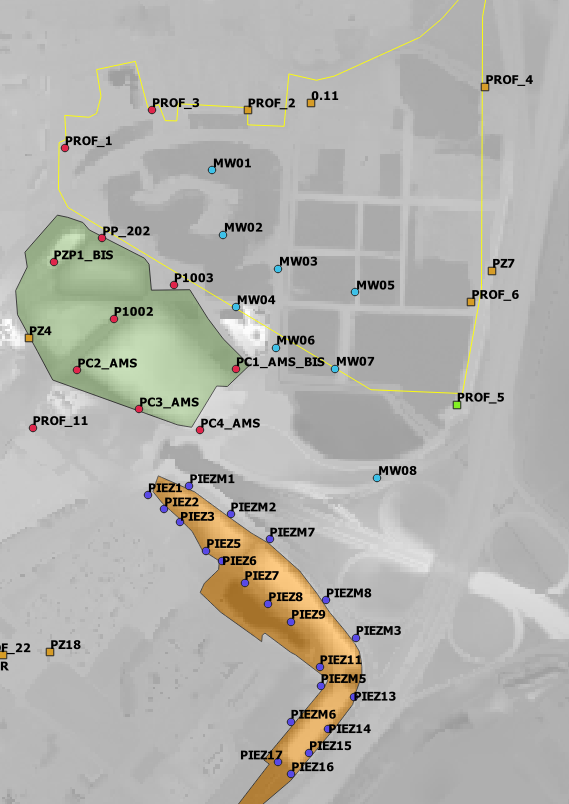 PROF_4
0.11
PROF_3
PROF_2
PROF_1
MW01
PP_202
MW02
PZP1_BIS
MW03
PZ7
P1003
MW05
PROF_6
MW04
P1002
PZ4
MW06
PC2_AMS
PC1_AMS_BIS
MW07
PC3_AMS
PROF_5
PROF_11
PC4_AMS
MW08
PIEZ1
PIEZM1
PIEZ2
PIEZM2
PIEZ3
PIEZM7
PIEZ5
PIEZ6
PIEZ7
PIEZ8
PIEZM8
PIEZ9
PIEZM3
F_22
PZ18
R
PIEZ11
PIEZM5
PIEZ13
PIEZM6
PIEZ14
PIEZ15
PIEZ17
PIEZ16